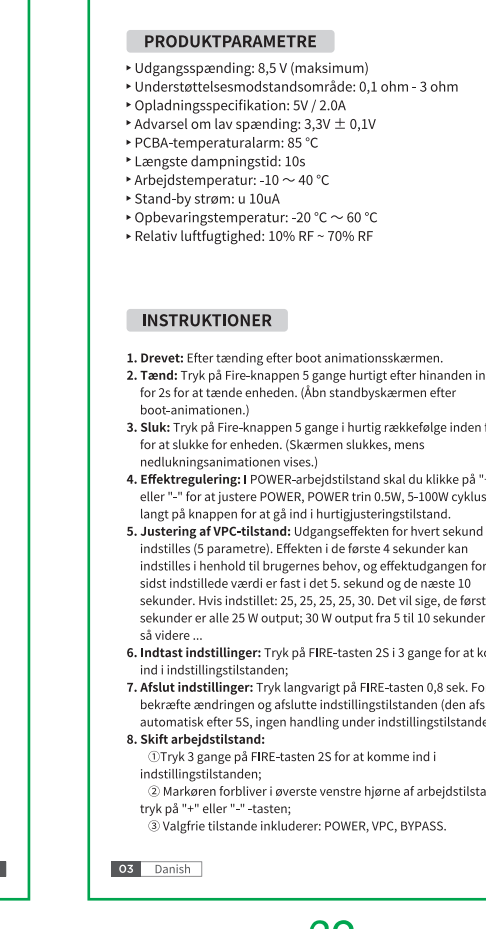 PRODUKTPARAMETRE
‣ Udgangsspænding: 8,5 V (maksimum)
‣ Understøttelsesmodstandsområde: 0,1 ohm - 3 ohm
‣ Opladningsspecifikation: 5V / 2.0A
‣ Advarsel om lav spænding: 3,3V ± 0,1V
‣ PCBA-temperaturalarm: 85 °C
‣ Længste dampningstid: 10s
‣ Arbejdstemperatur: -10 ～ 40 °C
‣ Stand-by strøm: u 10uA
‣ Opbevaringstemperatur: -20 °C ～ 60 °C
‣ Relativ luftfugtighed: 10% RF ~ 70% RF
INSTRUKTIONER
1. Drevet: Efter tænding efter boot animationsskærmen.
2. Tænd: Tryk på Fire-knappen 5 gange hurtigt efter hinanden in
for 2s for at tænde enheden. (Åbn standbyskærmen efter
boot-animationen.)
3. Sluk: Tryk på Fire-knappen 5 gange i hurtig rækkefølge inden
for at slukke for enheden. (Skærmen slukkes, mens
nedlukningsanimationen vises.)
4. Effektregulering: I POWER-arbejdstilstand skal du klikke på "-
eller "-" for at justere POWER, POWER trin 0.5W, 5-100W cyklus
langt på knappen for at gå ind i hurtigjusteringstilstand.
5. Justering af VPC-tilstand: Udgangseffekten for hvert sekund
indstilles (5 parametre). Effekten i de første 4 sekunder kan
indstilles i henhold til brugernes behov, og effektudgangen for
sidst indstillede værdi er fast i det 5. sekund og de næste 10
sekunder. Hvis indstillet: 25, 25, 25, 25, 30. Det vil sige, de først
sekunder er alle 25 W output; 30 W output fra 5 til 10 sekunder
så videre ...
6. Indtast indstillinger: Tryk på FIRE-tasten 2S i 3 gange for at k
ind i indstillingstilstanden;
7. Afslut indstillinger: Tryk langvarigt på FIRE-tasten 0,8 sek. Fo
bekræfte ændringen og afslutte indstillingstilstanden (den afs
automatisk efter 5S, ingen handling under indstillingstilstande
8. Skift arbejdstilstand:
①Tryk 3 gange på FIRE-tasten 2S for at komme ind i
indstillingstilstanden;
② Markøren forbliver i øverste venstre hjørne af arbejdstilsta
tryk på "+" eller "-" -tasten;
③ Valgfrie tilstande inkluderer: POWER, VPC, BYPASS.
03 Danish